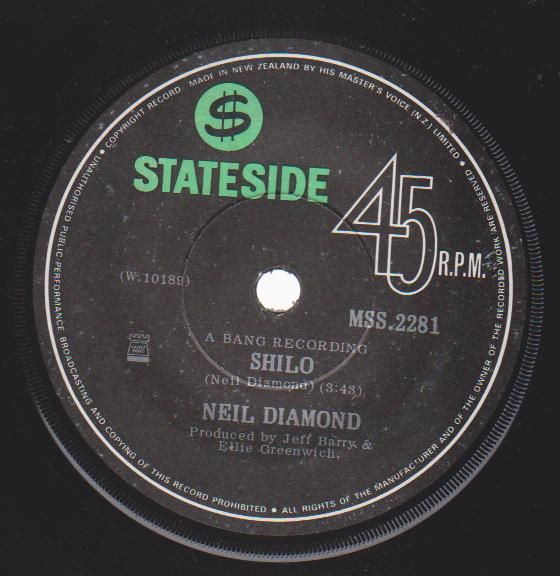 COPYRIGHT RECORD MADE IN NEW ZEALAND BY HIS MASTER'S VOICE (N.Z.) LIMITED • ALL RIGHTS OF THE MANUFACTURER AND OF THE OWNER OF THE RECORDED WORK ARE RESERVED • UNAUTHORISED PUBLIC PERFORMANCE BROADCASTING AND COPYING OF THIS RECORD PROHIBITED •
$
STATESIDE
45 R.P.M.
(W.10189)
MSS.2281
A BANG RECORDING
SHILO
(Neil Diamond) (3:43)
NEIL DIAMOND
Produced by Jeff Barry &
Ellie Greenwich.